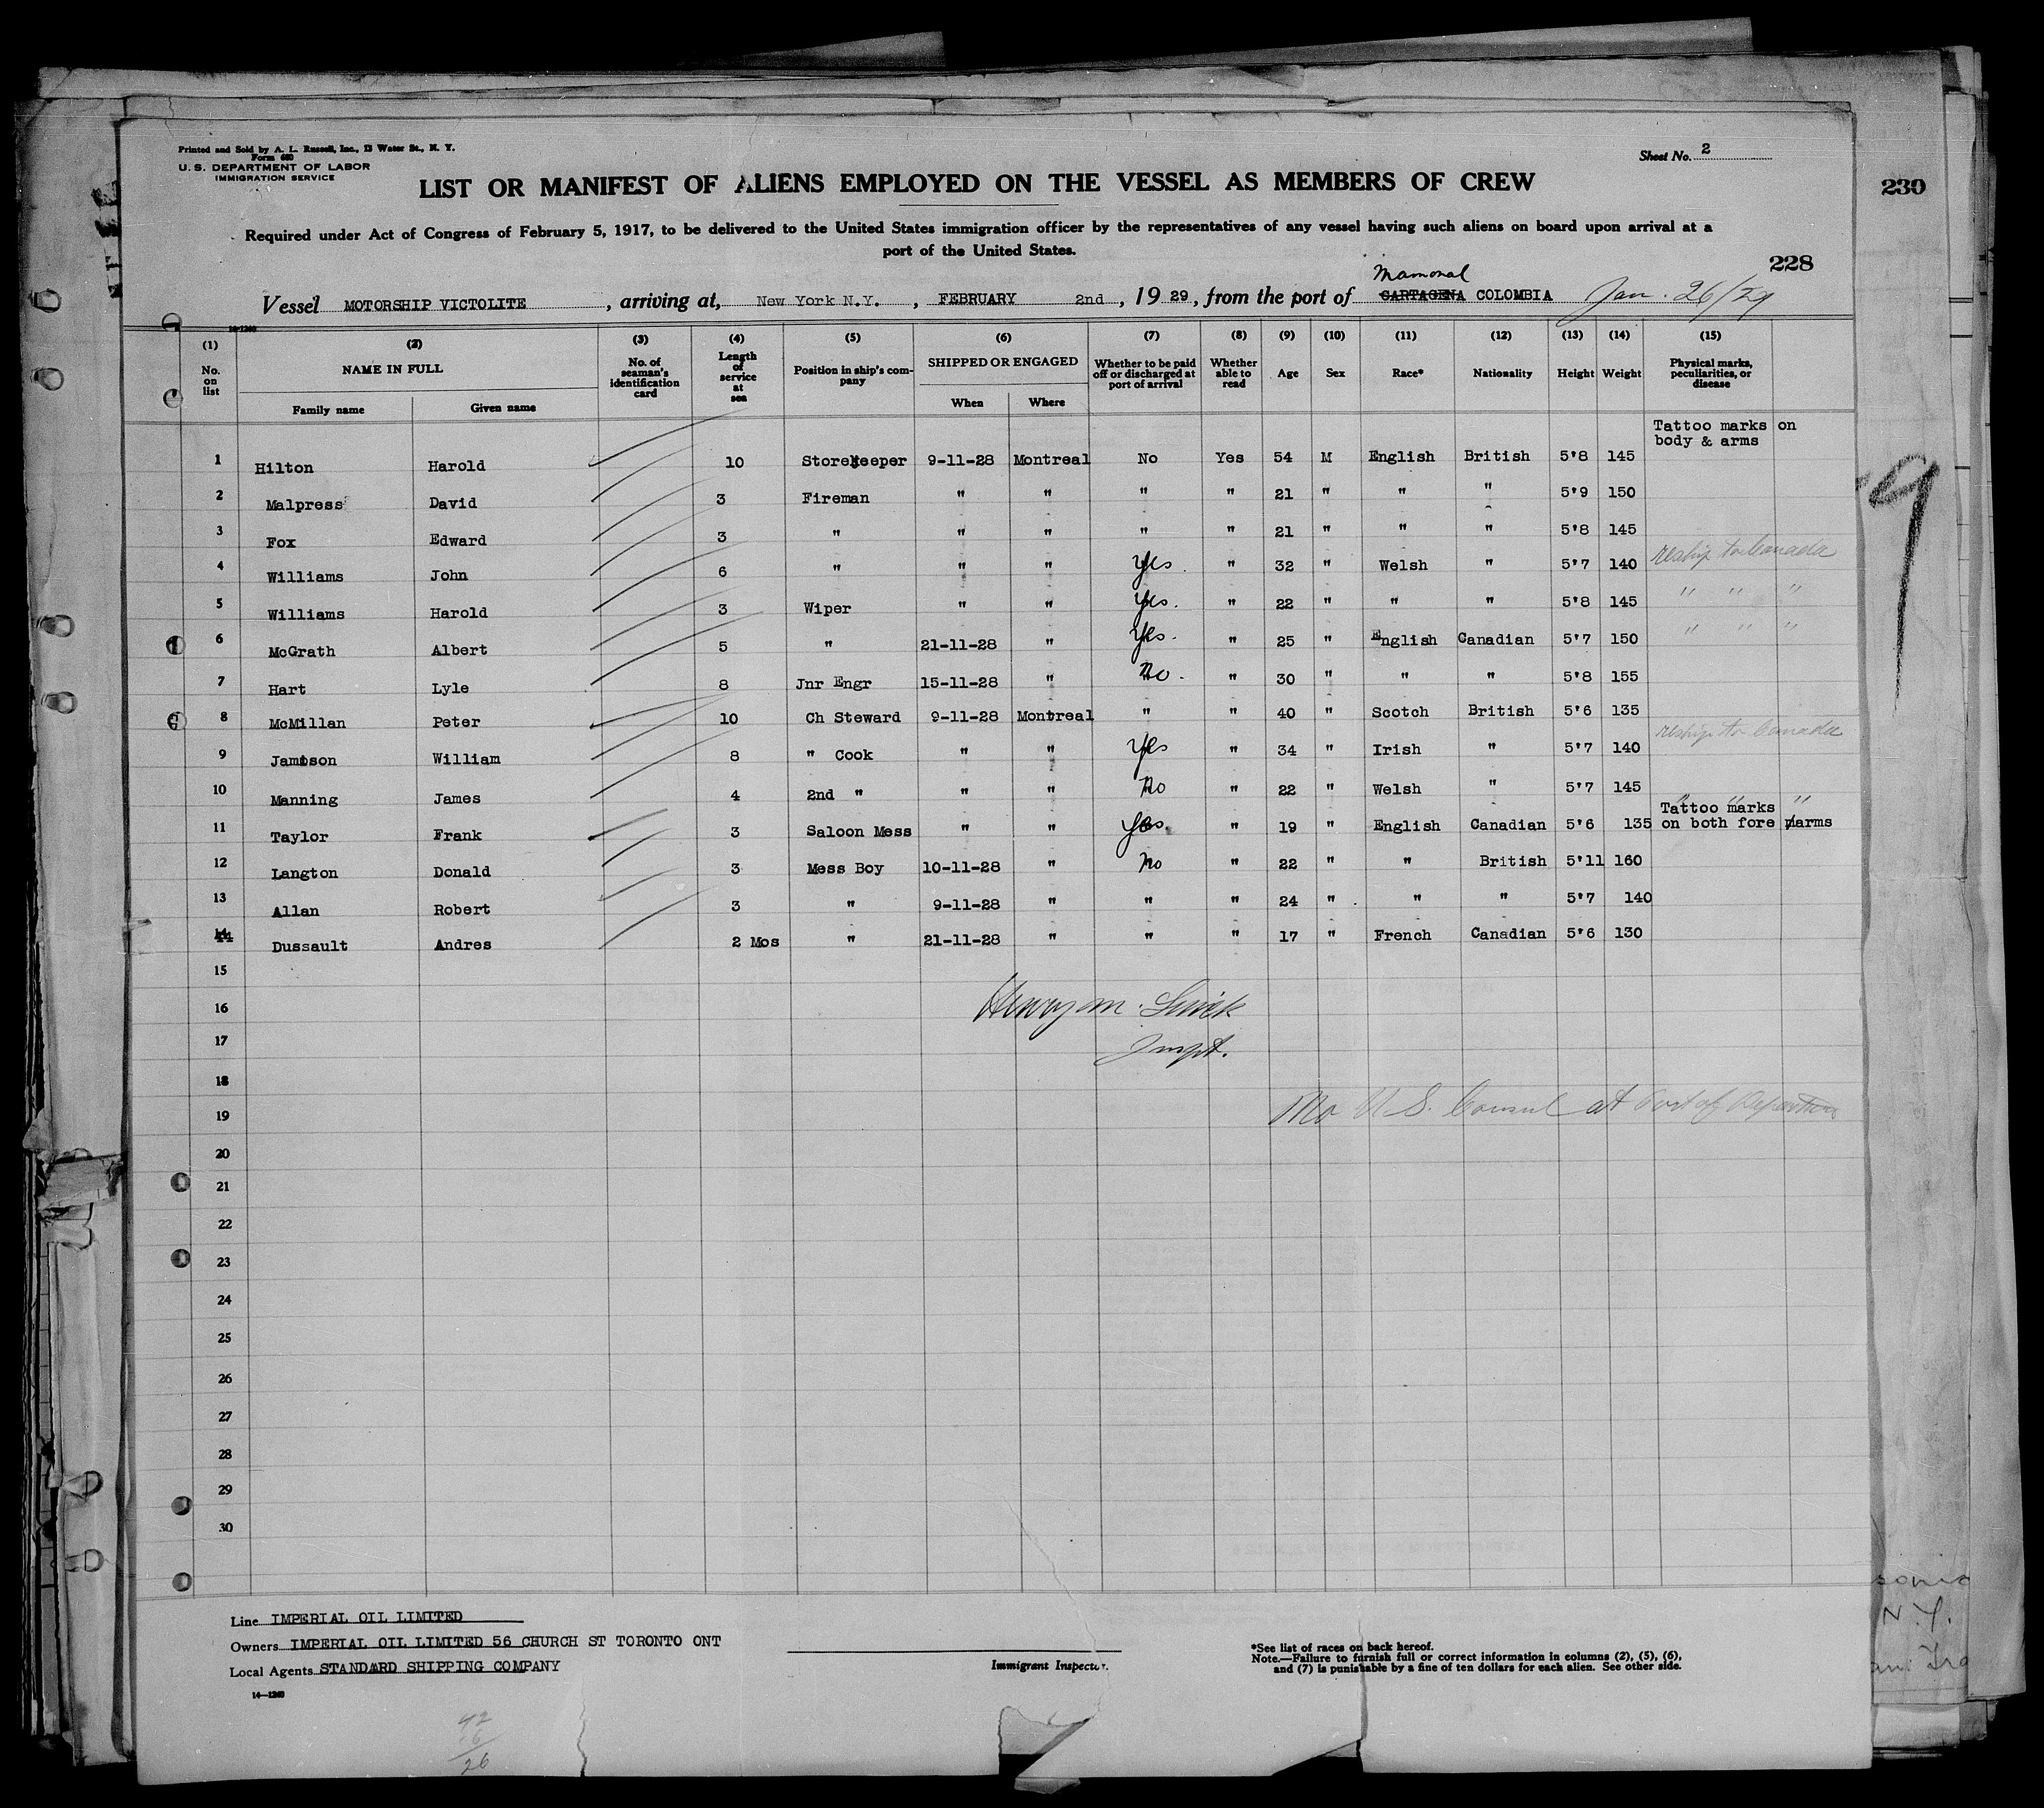 Printed and Sold by A. L. Russell, Inc., 13 Water St., N. Y.
Form 680
U. S. DEPARTMENT OF LABOR
IMMIGRATION SERVICE
Sheet No. 2
230
LIST OR MANIFEST OF ALIENS EMPLOYED ON THE VESSEL AS MEMBERS OF CREW
Required under Act of Congress of February 5, 1917, to be delivered to the United States immigration officer by the representatives of any vessel having such aliens on board upon arrival at a
port of the United States.
228
Mamonal
Vessel MOTORSHIP VICTOLITE, arriving at, New York N.Y., FEBRUARY 2nd, 1929, from the port of CARTAGENA COLOMBIA Jan. 26/29
14-1240
(1) (2) (3) (4) (5) (6) (7) (8) (9) (10) (11) (12) (13) (14) (15)
No. on list NAME IN FULL No. of seaman's identification card Length of service at sea Position in ship's company SHIPPED OR ENGAGED Whether to be paid off or discharged at port of arrival Whether able to read Age Sex Race* Nationality Height Weight Physical marks, peculiarities, or disease
Family name Given name When Where
Tattoo marks on
body & arms
1 Hilton Harold 10 Storekeeper 9-11-28 Montreal No Yes 54 M English British 5'8 145
2 Malpress David 3 Fireman " " " " 21 " " " 5'9 150
3 Fox Edward 3 " " " " " 21 " " " 5'8 145
4 Williams John 6 " " " Yes " 32 " Welsh " 5'7 140 reship to Canada
5 Williams Harold 3 Wiper " " Yes. " 22 " " " 5'8 145 " " "
6 McGrath Albert 5 " 21-11-28 " Yes. " 25 " English Canadian 5'7 150 " " "
7 Hart Lyle 8 Jnr Engr 15-11-28 " No. " 30 " " " 5'8 155
8 McMillan Peter 10 Ch Steward 9-11-28 Montreal " " 40 " Scotch British 5'6 135
9 Jamison William 8 " Cook " " Yes " 34 " Irish " 5'7 140 reship to Canada
10 Manning James 4 2nd " " " No " 22 " Welsh " 5'7 145
Tattoo marks " " "
11 Taylor Frank 3 Saloon Mess " " Yes. " 19 " English Canadian 5'6 135 on both fore arms
12 Langton Donald 3 Mess Boy 10-11-28 " No " 22 " " British 5'11 160
13 Allan Robert 3 " 9-11-28 " " " 24 " " " 5'7 140
14 Dussault Andres 2 Mos " 21-11-28 " " " 17 " French Canadian 5'6 130
15
16 Henry M.
17 Inspt.
18
19 No U S. Consul at Port of Departure
20
21
22
23
24
25
26
27
28
29
30
Line IMPERIAL OIL LIMITED
Owners IMPERIAL OIL LIMITED 56 CHURCH ST TORONTO ONT
Local Agents STANDARD SHIPPING COMPANY
14—1240
Immigrant Inspector.
*See list of races on back hereof.
Note.—Failure to furnish full or correct information in columns (2), (5), (6),
and (7) is punishable by a fine of ten dollars for each alien. See other side.
42
16
26
N.Y.